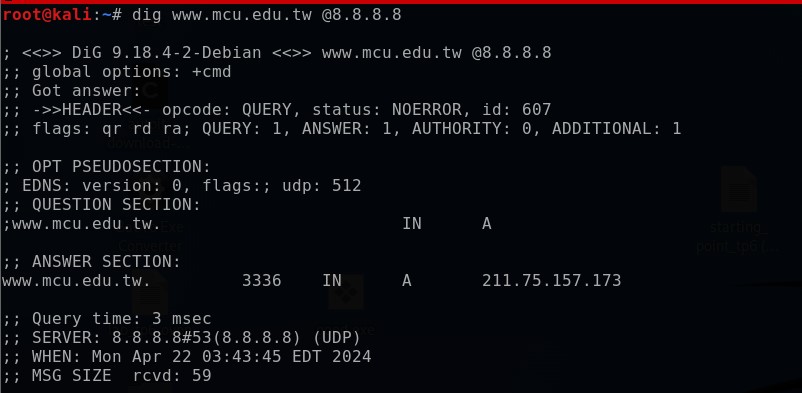 root@kali:~# dig www.mcu.edu.tw @8.8.8.8
; <<>> DiG 9.18.4-2-Debian <<>> www.mcu.edu.tw @8.8.8.8
;; global options: +cmd
;; Got answer:
;; ->>HEADER<<- opcode: QUERY, status: NOERROR, id: 607
;; flags: qr rd ra; QUERY: 1, ANSWER: 1, AUTHORITY: 0, ADDITIONAL: 1
;; OPT PSEUDOSECTION:
; EDNS: version: 0, flags:; udp: 512
;; QUESTION SECTION:
;www.mcu.edu.tw. IN A
;; ANSWER SECTION:
www.mcu.edu.tw. 3336 IN A 211.75.157.173
;; Query time: 3 msec
;; SERVER: 8.8.8.8#53(8.8.8.8) (UDP)
;; WHEN: Mon Apr 22 03:43:45 EDT 2024
;; MSG SIZE rcvd: 59